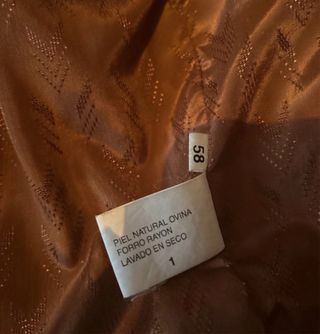 58
PIEL NATURAL OVINA
FORRO RAYON
LAVADO EN SECO
1